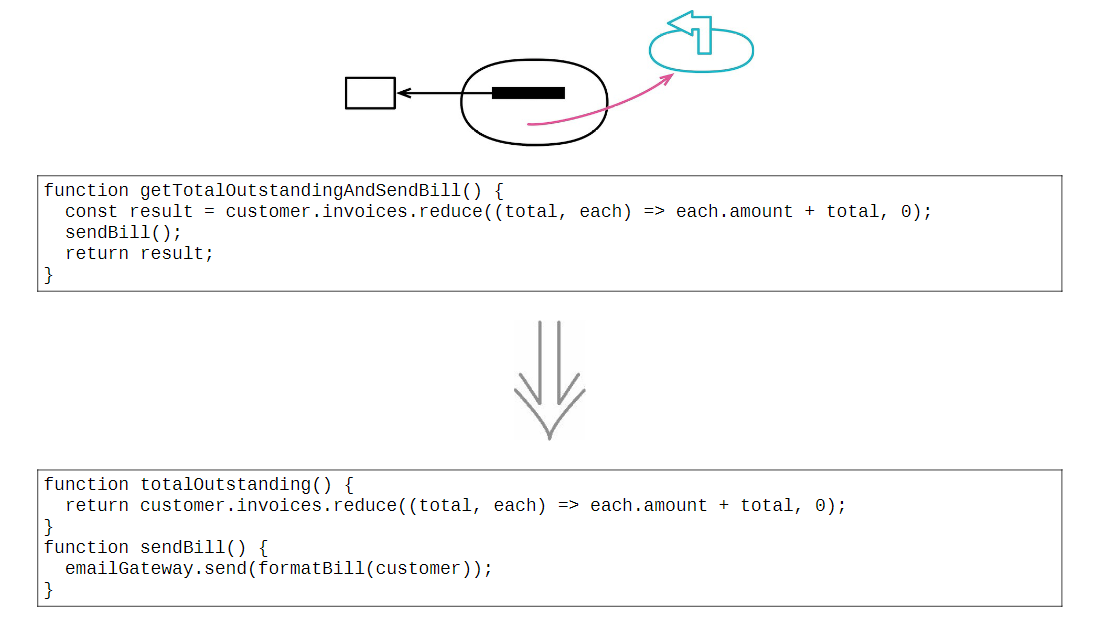 function getTotalOutstandingAndSendBill() {
  const result = customer.invoices.reduce((total, each) => each.amount + total, 0);
  sendBill();
  return result;
}
function totalOutstanding() {
  return customer.invoices.reduce((total, each) => each.amount + total, 0);
}
function sendBill() {
  emailGateway.send(formatBill(customer));
}